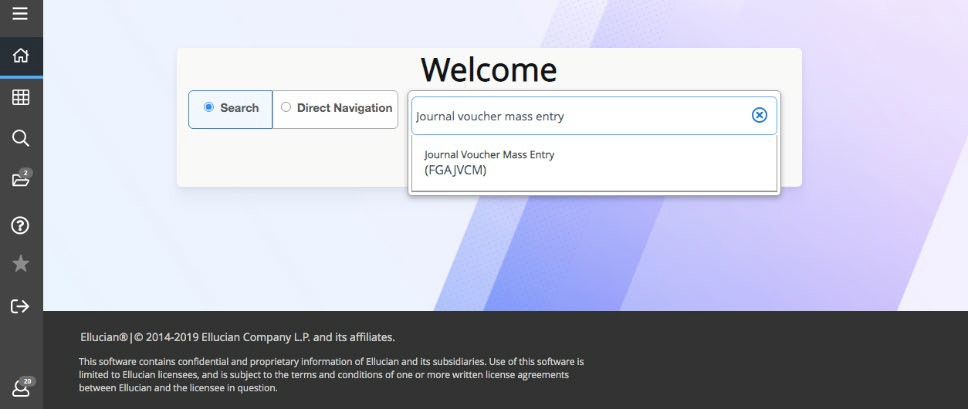 Welcome
Search
Direct Navigation
Journal voucher mass entry
Journal Voucher Mass Entry
(FGAJVCM)
2
29
Ellucian®|© 2014-2019 Ellucian Company L.P. and its affiliates.
This software contains confidential and proprietary information of Ellucian and its subsidiaries. Use of this software is
limited to Ellucian licensees, and is subject to the terms and conditions of one or more written license agreements
between Ellucian and the licensee in question.